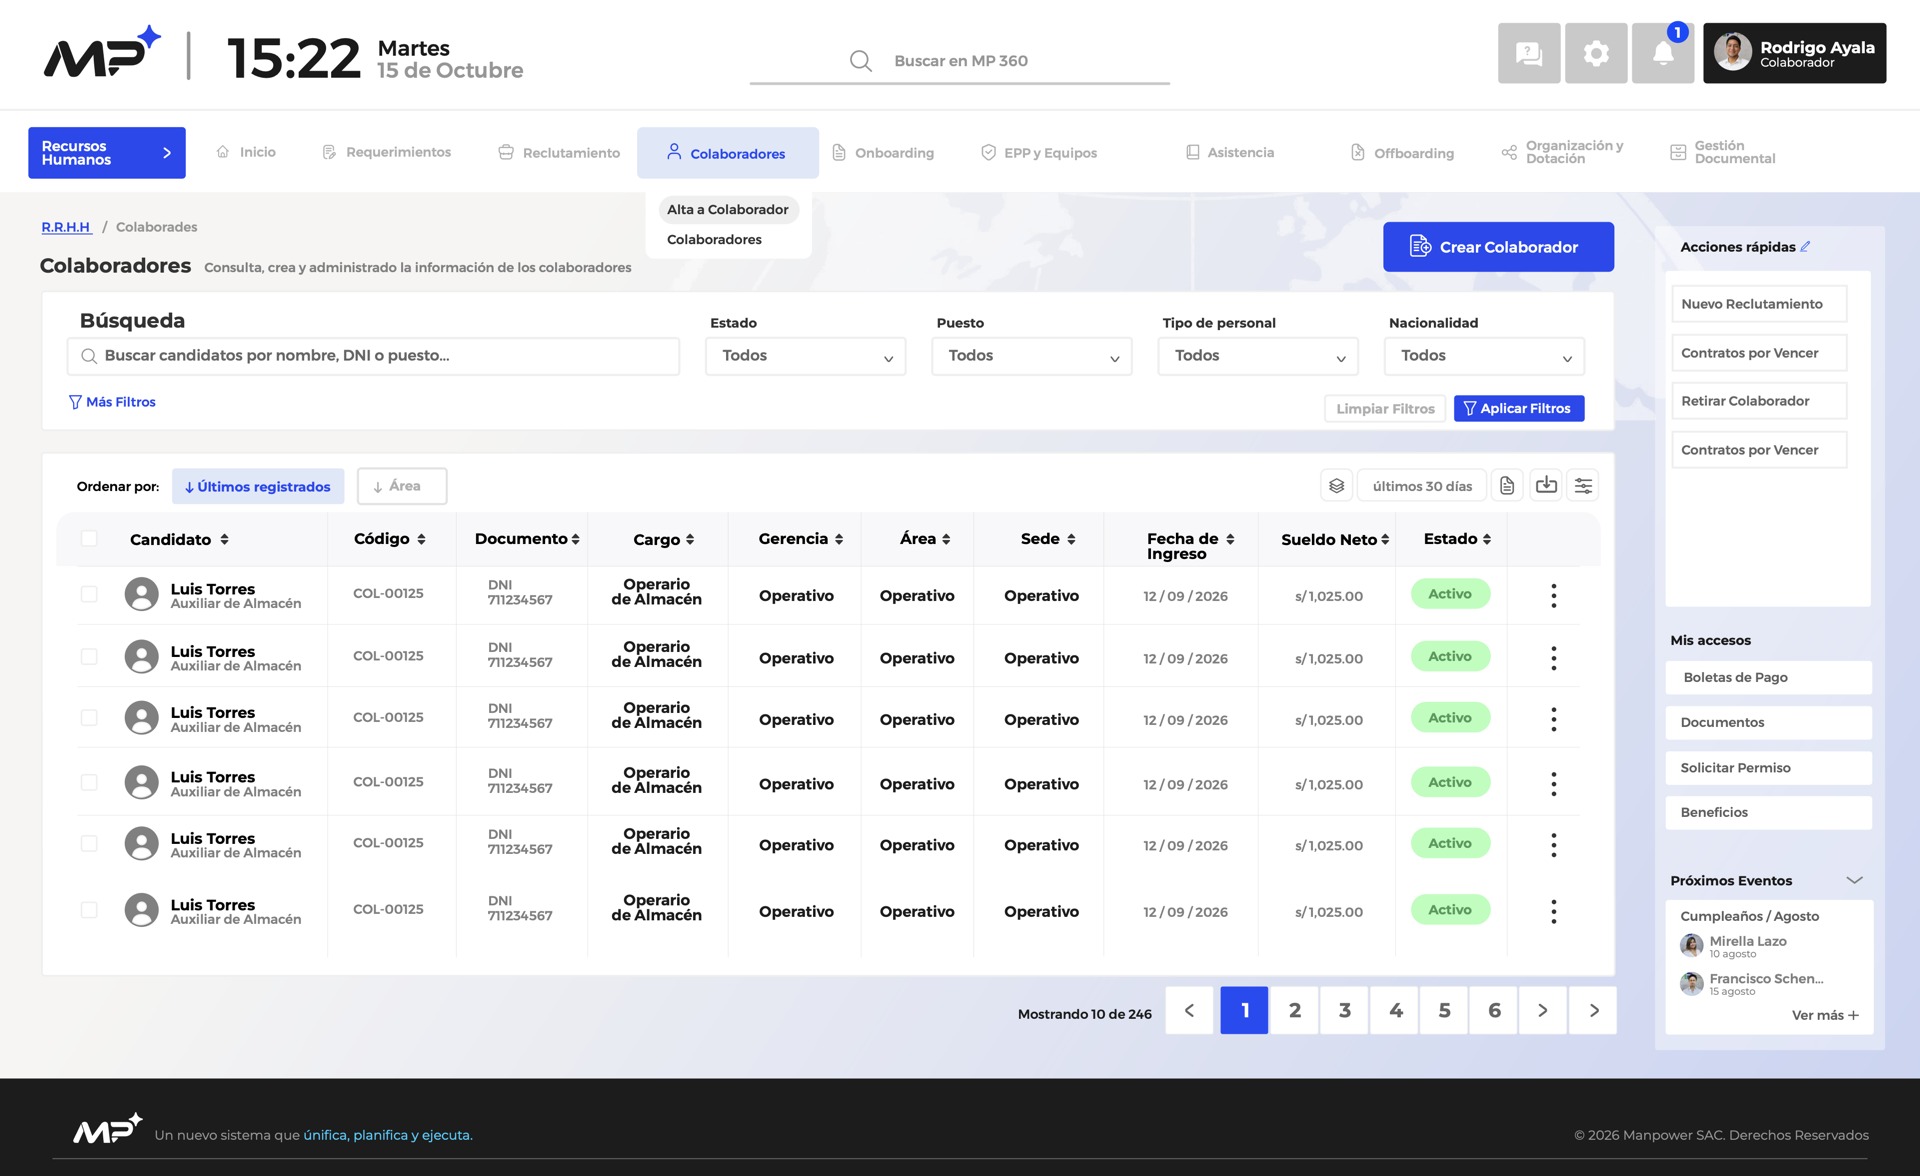 MP
15:22
Martes
15 de Octubre
Buscar en MP 360
?
1
Rodrigo Ayala
Colaborador
Recursos
Humanos
Inicio
Requerimientos
Reclutamiento
Colaboradores
Onboarding
EPP y Equipos
Asistencia
Offboarding
Organización y
Dotación
Gestión
Documental
Alta a Colaborador
Colaboradores
R.R.H.H / Colaborades
Colaboradores Consulta, crea y administrado la información de los colaboradores
Crear Colaborador
Búsqueda
Buscar candidatos por nombre, DNI o puesto...
Estado
Todos
Puesto
Todos
Tipo de personal
Todos
Nacionalidad
Todos
Más Filtros
Limpiar Filtros
Aplicar Filtros
Ordenar por:
Últimos registrados
Área
últimos 30 días
Candidato
Código
Documento
Cargo
Gerencia
Área
Sede
Fecha de
Ingreso
Sueldo Neto
Estado
Luis Torres
Auxiliar de Almacén
COL-00125
DNI
711234567
Operario
de Almacén
Operativo
Operativo
Operativo
12 / 09 / 2026
s/ 1,025.00
Activo
Luis Torres
Auxiliar de Almacén
COL-00125
DNI
711234567
Operario
de Almacén
Operativo
Operativo
Operativo
12 / 09 / 2026
s/ 1,025.00
Activo
Luis Torres
Auxiliar de Almacén
COL-00125
DNI
711234567
Operario
de Almacén
Operativo
Operativo
Operativo
12 / 09 / 2026
s/ 1,025.00
Activo
Luis Torres
Auxiliar de Almacén
COL-00125
DNI
711234567
Operario
de Almacén
Operativo
Operativo
Operativo
12 / 09 / 2026
s/ 1,025.00
Activo
Luis Torres
Auxiliar de Almacén
COL-00125
DNI
711234567
Operario
de Almacén
Operativo
Operativo
Operativo
12 / 09 / 2026
s/ 1,025.00
Activo
Luis Torres
Auxiliar de Almacén
COL-00125
DNI
711234567
Operario
de Almacén
Operativo
Operativo
Operativo
12 / 09 / 2026
s/ 1,025.00
Activo
Mostrando 10 de 246
< 1 2 3 4 5 6 > >
Acciones rápidas
Nuevo Reclutamiento
Contratos por Vencer
Retirar Colaborador
Contratos por Vencer
Mis accesos
Boletas de Pago
Documentos
Solicitar Permiso
Beneficios
Próximos Eventos
Cumpleaños / Agosto
Mirella Lazo
10 agosto
Francisco Schen...
15 agosto
Ver más +
MP
Un nuevo sistema que únifica, planifica y ejecuta.
© 2026 Manpower SAC. Derechos Reservados